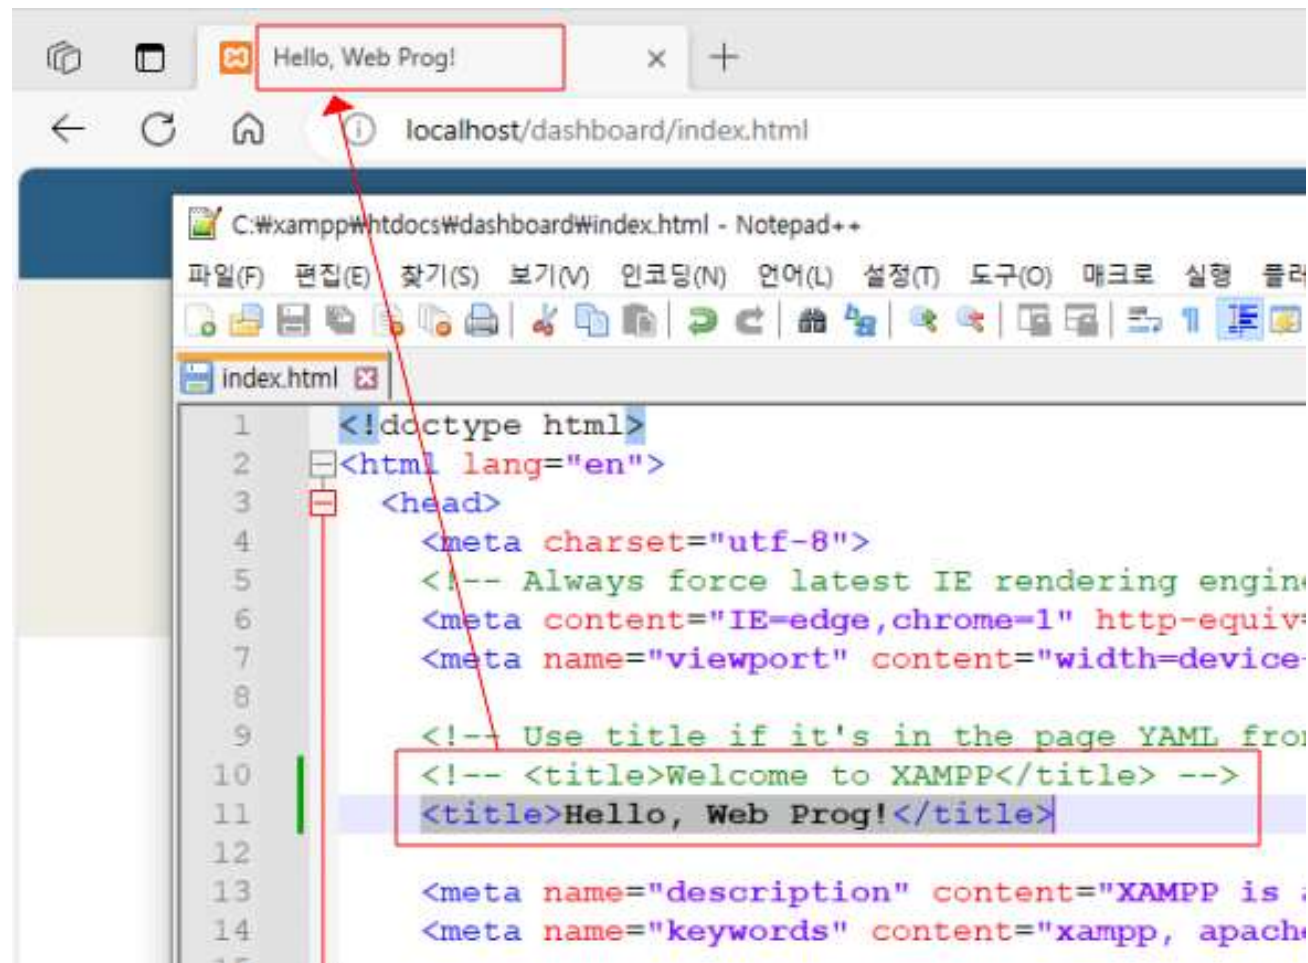 Hello, Web Prog!
localhost/dashboard/index.html
C:₩xampp₩htdocs₩dashboard₩index.html - Notepad++
파일(F) 편집(E) 찾기(S) 보기(V) 인코딩(N) 언어(L) 설정(T) 도구(O) 매크로 실행 플러
index.html
1 <!doctype html>
2 <html lang="en">
3 <head>
4 <meta charset="utf-8">
5 <!-- Always force latest IE rendering engine
6 <meta content="IE=edge,chrome=1" http-equiv=
7 <meta name="viewport" content="width=device-
8
9 <!-- Use title if it's in the page YAML from
10 <!-- <title>Welcome to XAMPP</title> -->
11 <title>Hello, Web Prog!</title>
12
13 <meta name="description" content="XAMPP is a
14 <meta name="keywords" content="xampp, apache